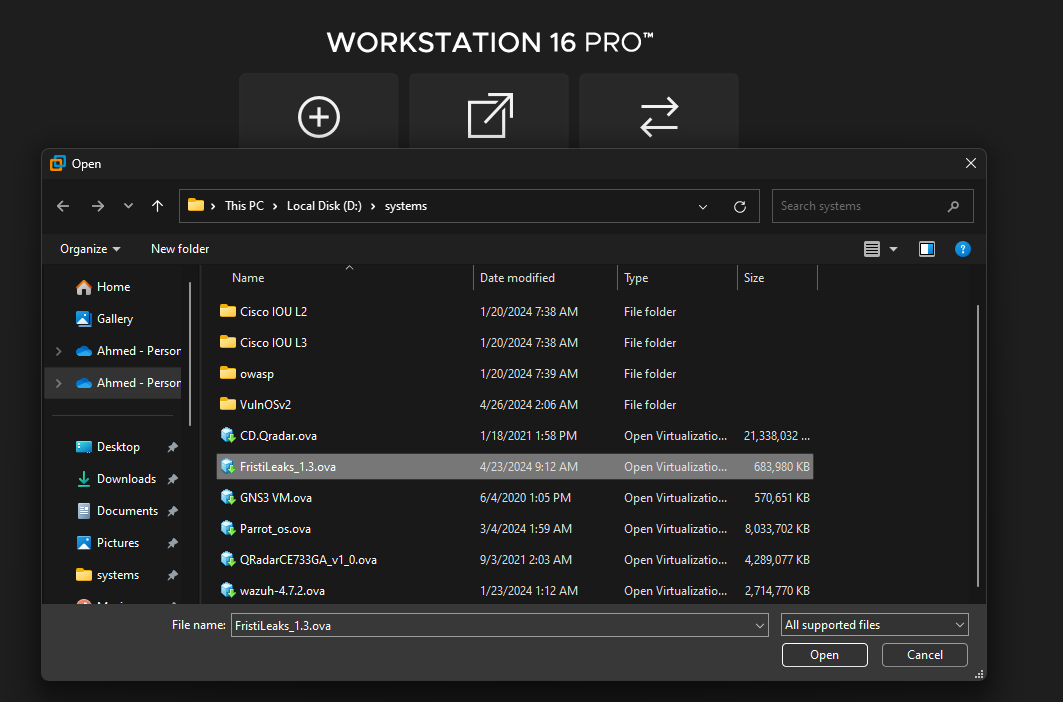 WORKSTATION 16 PRO™
Open
This PC > Local Disk (D:) > systems
Search systems
Organize
New folder
Name Date modified Type Size
Home
Gallery
Ahmed - Person
Ahmed - Person
Desktop
Downloads
Documents
Pictures
systems
Cisco IOU L2 1/20/2024 7:38 AM File folder
Cisco IOU L3 1/20/2024 7:38 AM File folder
owasp 1/20/2024 7:39 AM File folder
VulnOSv2 4/26/2024 2:06 AM File folder
CD.Qradar.ova 1/18/2021 1:58 PM Open Virtualizatio... 21,338,032 ...
FristiLeaks_1.3.ova 4/23/2024 9:12 AM Open Virtualizatio... 683,980 KB
GNS3 VM.ova 6/4/2020 1:05 PM Open Virtualizatio... 570,651 KB
Parrot_os.ova 3/4/2024 1:59 AM Open Virtualizatio... 8,033,702 KB
QRadarCE733GA_v1_0.ova 9/3/2021 2:03 AM Open Virtualizatio... 4,289,077 KB
wazuh-4.7.2.ova 1/23/2024 1:12 AM Open Virtualizatio... 2,714,770 KB
File name: FristiLeaks_1.3.ova All supported files
Open Cancel